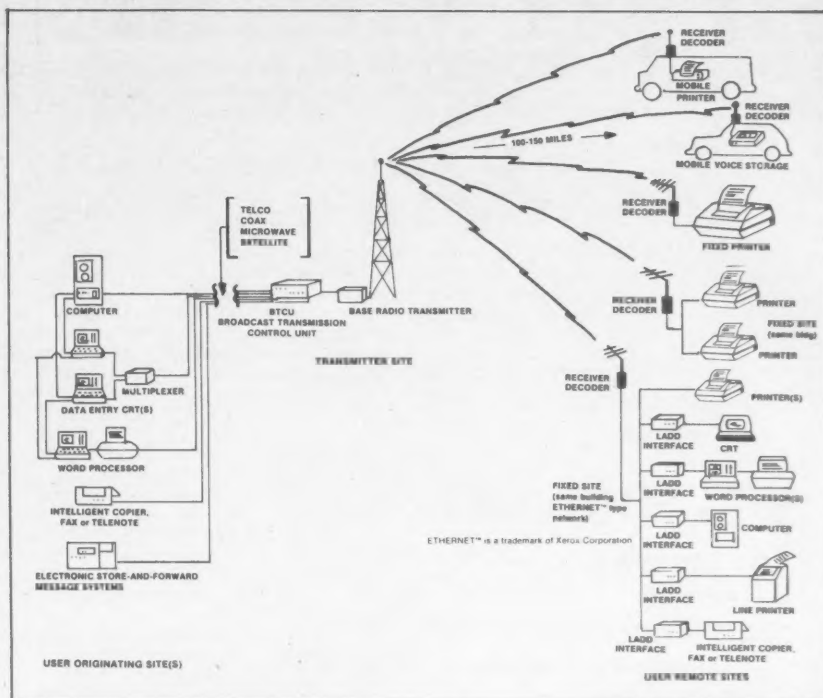 RECEIVER
DECODER
MOBILE
PRINTER
RECEIVER
DECODER
100-150 MILES
MOBILE VOICE STORAGE
RECEIVER
DECODER
FIXED PRINTER
TELCO
COAX
MICROWAVE
SATELLITE
COMPUTER
BTCU
BROADCAST TRANSMISSION
CONTROL UNIT
BASE RADIO TRANSMITTER
TRANSMITTER SITE
MULTIPLEXER
DATA ENTRY CRT(S)
WORD PROCESSOR
INTELLIGENT COPIER,
FAX or TELENOTE
ELECTRONIC STORE-AND-FORWARD
MESSAGE SYSTEMS
USER ORIGINATING SITE(S)
RECEIVER
DECODER
PRINTER
FIXED SITE
(same bldg)
PRINTER
RECEIVER
DECODER
PRINTER(S)
LADD
INTERFACE
CRT
LADD
INTERFACE
WORD PROCESSOR(S)
FIXED SITE
(same building
ETHERNET™ type
network)
LADD
INTERFACE
COMPUTER
ETHERNET™ is a trademark of Xerox Corporation
LADD
INTERFACE
LINE PRINTER
LADD
INTERFACE
INTELLIGENT COPIER,
FAX or TELENOTE
USER REMOTE SITES